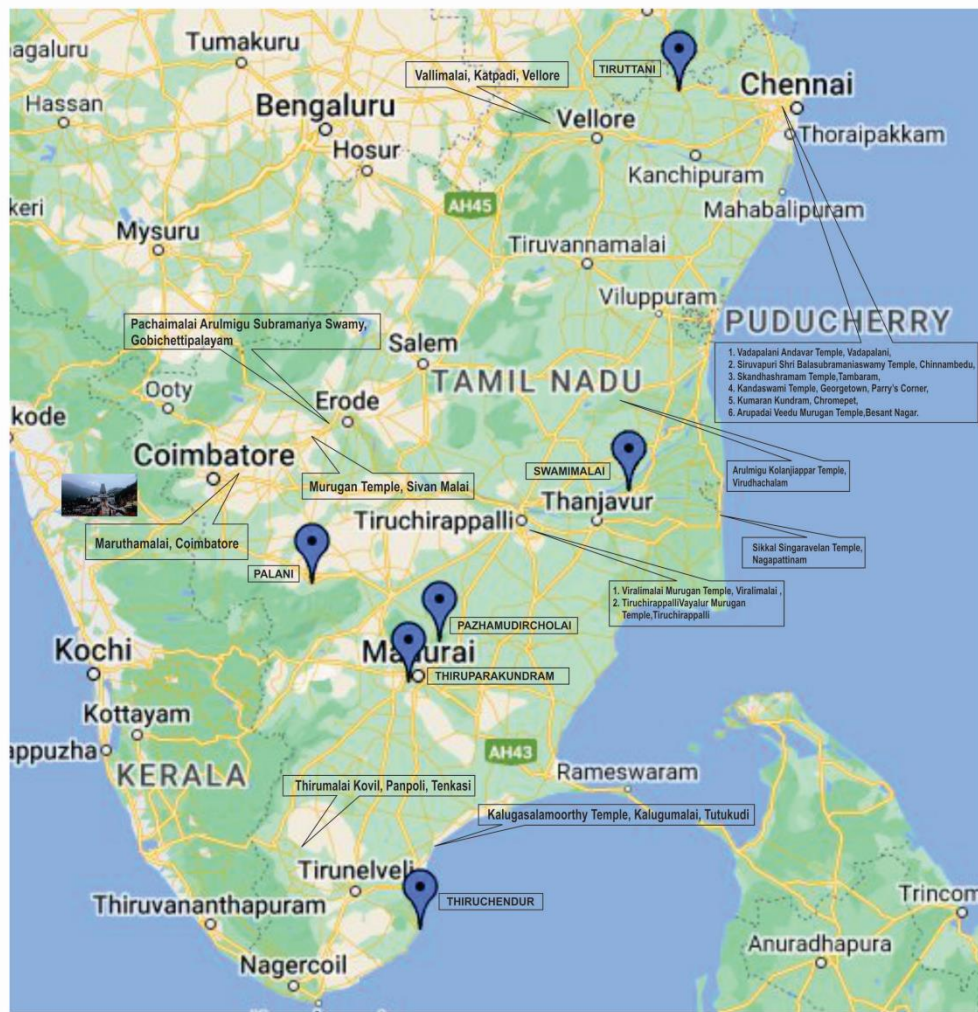 nagaluru
Tumakuru
Hassan
Bengaluru
Hosur
keri
Mysuru
AH45
Vallimalai, Katpadi, Vellore
Vellore
TIRUTTANI
Chennai
Thoraipakkam
Kanchipuram
Mahabalipuram
Tiruvannamalai
Viluppuram
PUDUCHERRY
Pachaimalai Arulmigu Subramanya Swamy,
Gobichettipalayam
Salem
TAMIL NADU
1. Vadapalani Andavar Temple, Vadapalani,
2. Siruvapuri Shri Balasubramaniaswamy Temple, Chinnambedu,
3. Skandhashramam Temple,Tambaram,
4. Kandaswami Temple, Georgetown, Parry's Corner,
5. Kumaran Kundram, Chromepet,
6. Arupadai Veedu Murugan Temple,Besant Nagar.
Ooty
Erode
kode
Coimbatore
Murugan Temple, Sivan Malai
SWAMIMALAI
Arulmigu Kolanjiappar Temple,
Virudhachalam
Maruthamalai, Coimbatore
Tiruchirappalli
Thanjavur
Sikkal Singaravelan Temple,
Nagapattinam
PALANI
1. Viralimalai Murugan Temple, Viralimalai ,
2. TiruchirappalliVayalur Murugan
Temple,Tiruchirappalli
PAZHAMUDIRCHOLAI
Kochi
THIRUPARAKUNDRAM
Kottayam
appuzha
KERALA
AH43
Rameswaram
Thirumalai Kovil, Panpoli, Tenkasi
Kalugasalamoorthy Temple, Kalugumalai, Tutukudi
Tirunelveli
THIRUCHENDUR
Thiruvananthapuram
Trincom
Anuradhapura
Nagercoil